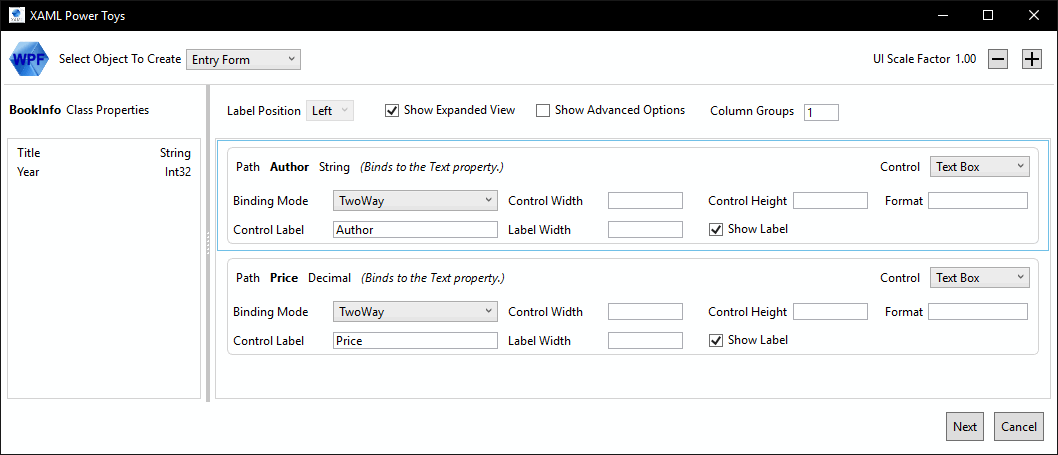 XAML Power Toys
WPF Select Object To Create Entry Form UI Scale Factor 1.00
BookInfo Class Properties
Label Position Left Show Expanded View Show Advanced Options Column Groups 1
Title String
Year Int32
Path Author String (Binds to the Text property.) Control Text Box
Binding Mode TwoWay Control Width Control Height Format
Control Label Author Label Width Show Label
Path Price Decimal (Binds to the Text property.) Control Text Box
Binding Mode TwoWay Control Width Control Height Format
Control Label Price Label Width Show Label
Next Cancel